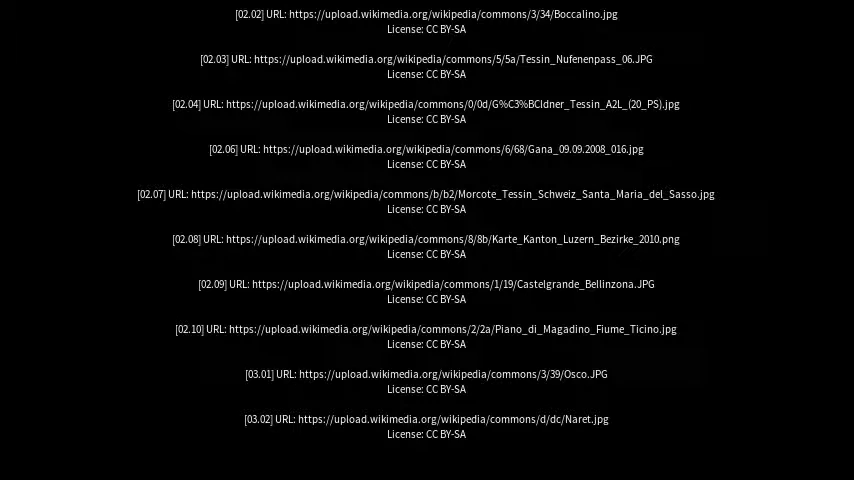 [02.02] URL: https://upload.wikimedia.org/wikipedia/commons/3/34/Boccalino.jpg
License: CC BY-SA
[02.03] URL: https://upload.wikimedia.org/wikipedia/commons/5/5a/Tessin_Nufenenpass_06.JPG
License: CC BY-SA
[02.04] URL: https://upload.wikimedia.org/wikipedia/commons/0/0d/G%C3%BCldner_Tessin_A2L_(20_PS).jpg
License: CC BY-SA
[02.06] URL: https://upload.wikimedia.org/wikipedia/commons/6/68/Gana_09.09.2008_016.jpg
License: CC BY-SA
[02.07] URL: https://upload.wikimedia.org/wikipedia/commons/b/b2/Morcote_Tessin_Schweiz_Santa_Maria_del_Sasso.jpg
License: CC BY-SA
[02.08] URL: https://upload.wikimedia.org/wikipedia/commons/8/8b/Karte_Kanton_Luzern_Bezirke_2010.png
License: CC BY-SA
[02.09] URL: https://upload.wikimedia.org/wikipedia/commons/1/19/Castelgrande_Bellinzona.JPG
License: CC BY-SA
[02.10] URL: https://upload.wikimedia.org/wikipedia/commons/2/2a/Piano_di_Magadino_Fiume_Ticino.jpg
License: CC BY-SA
[03.01] URL: https://upload.wikimedia.org/wikipedia/commons/3/39/Osco.JPG
License: CC BY-SA
[03.02] URL: https://upload.wikimedia.org/wikipedia/commons/d/dc/Naret.jpg
License: CC BY-SA